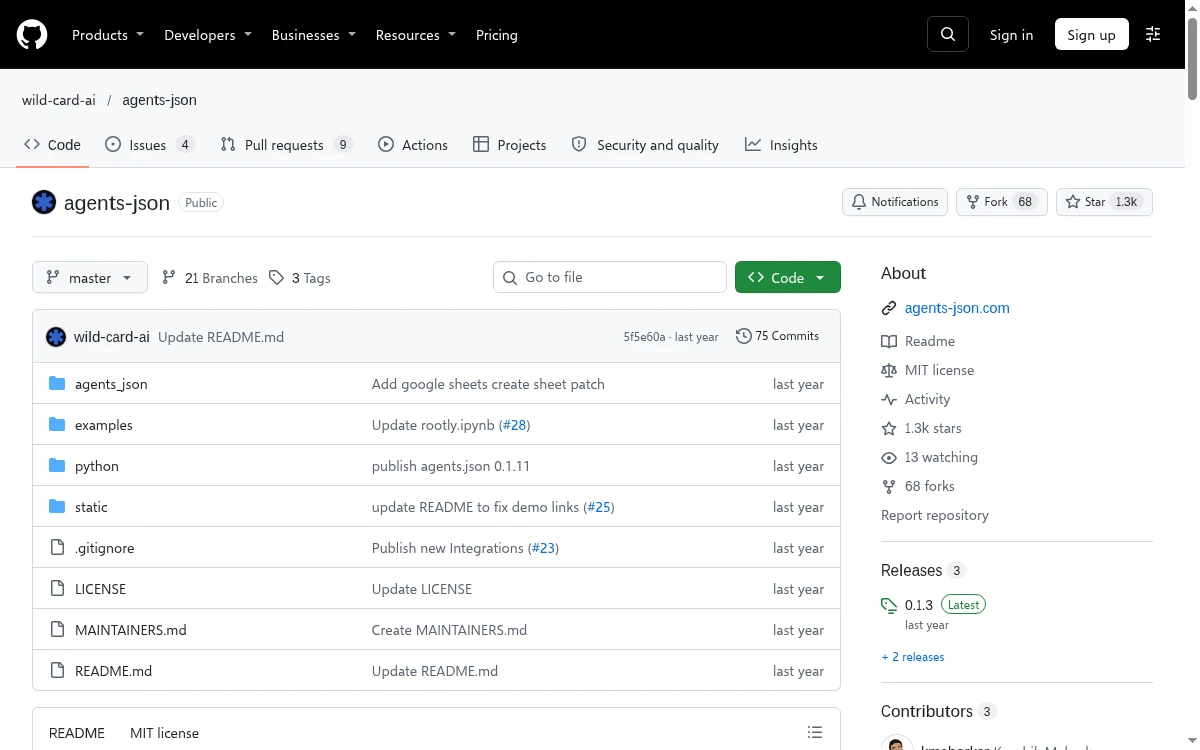 Products Developers Businesses Resources Pricing Sign in Sign up
wild-card-ai / agents-json
Code Issues 4 Pull requests 9 Actions Projects Security and quality Insights
agents-json Public Notifications Fork 68 Star 1.3k
master 21 Branches 3 Tags Go to file Code
wild-card-ai Update README.md 5f5e60a · last year 75 Commits
agents_json Add google sheets create sheet patch last year
examples Update rootly.ipynb (#28) last year
python publish agents.json 0.1.11 last year
static update README to fix demo links (#25) last year
.gitignore Publish new Integrations (#23) last year
LICENSE Update LICENSE last year
MAINTAINERS.md Create MAINTAINERS.md last year
README.md Update README.md last year
README MIT license
About
agents-json.com
Readme
MIT license
Activity
1.3k stars
13 watching
68 forks
Report repository
Releases 3
0.1.3 Latest
last year
+ 2 releases
Contributors 3